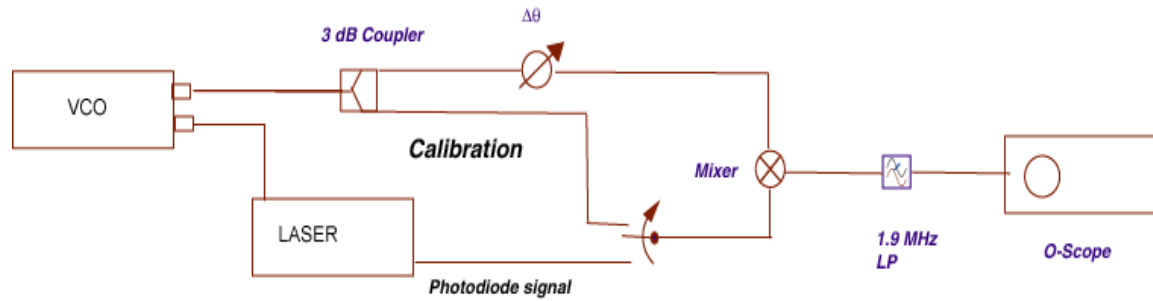 Δθ
3 dB Coupler
VCO
Calibration
Mixer
LASER
1.9 MHz
LP
O-Scope
Photodiode signal